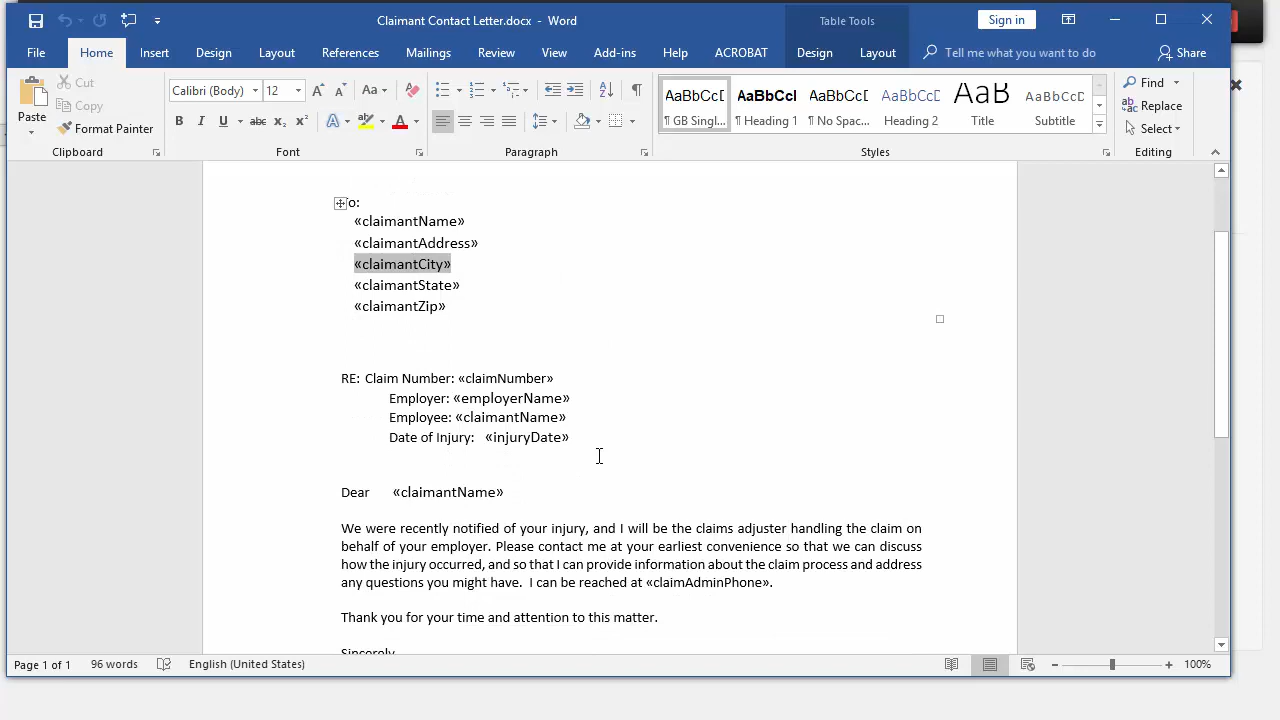 Claimant Contact Letter.docx - Word
Table Tools
Sign in
File Home Insert Design Layout References Mailings Review View Add-ins Help ACROBAT Design Layout Tell me what you want to do Share
Paste
Cut
Copy
Format Painter
Clipboard
Calibri (Body) 12
B I U abc x₂ x²
Font
Paragraph
AaBbCcD AaBbCcI AaBbCcD AaBbCcD AaB AaBbCcD
¶ GB Singl... ¶ Heading 1 ¶ No Spac... Heading 2 Title Subtitle
Styles
Find
Replace
Select
Editing
o:
«claimantName»
«claimantAddress»
«claimantCity»
«claimantState»
«claimantZip»
RE: Claim Number: «claimNumber»
Employer: «employerName»
Employee: «claimantName»
Date of Injury: «injuryDate»
Dear «claimantName»
We were recently notified of your injury, and I will be the claims adjuster handling the claim on
behalf of your employer. Please contact me at your earliest convenience so that we can discuss
how the injury occurred, and so that I can provide information about the claim process and address
any questions you might have. I can be reached at «claimAdminPhone».
Thank you for your time and attention to this matter.
Sincerely
Page 1 of 1 96 words English (United States) 100%